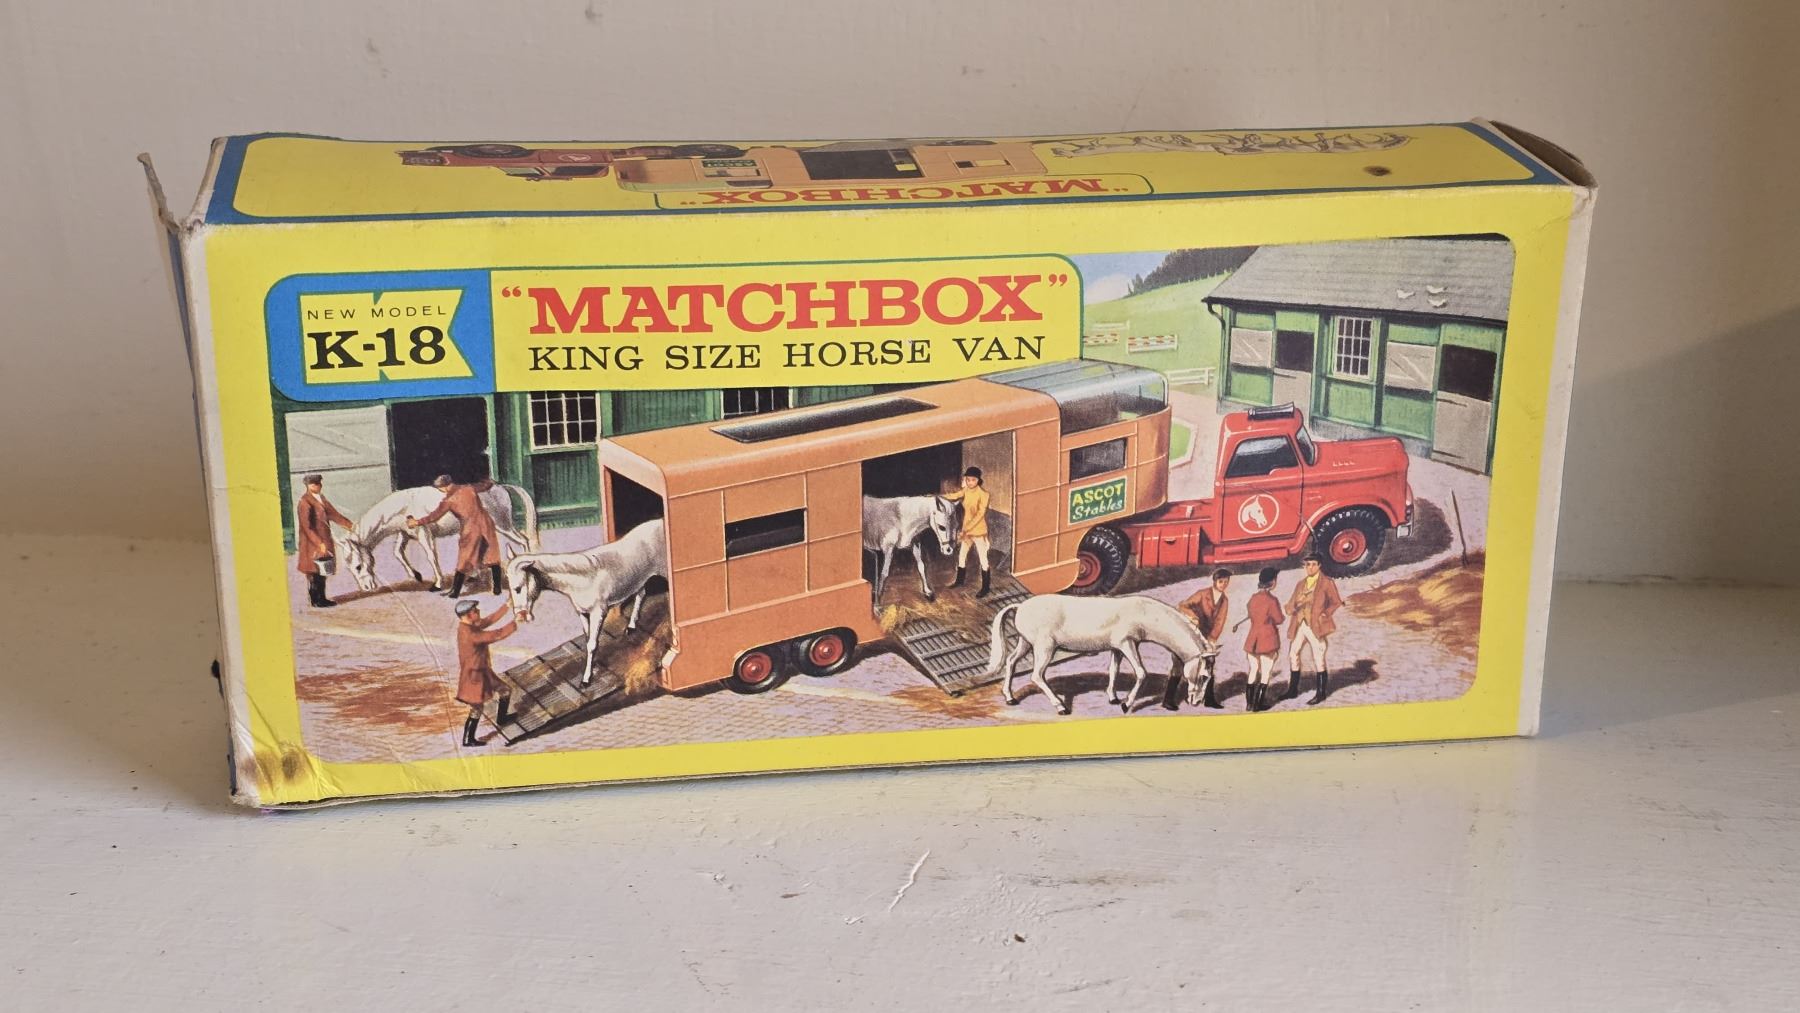 "MATCHBOX"
NEW MODEL
K-18
"MATCHBOX"
KING SIZE HORSE VAN
ASCOT
Stables